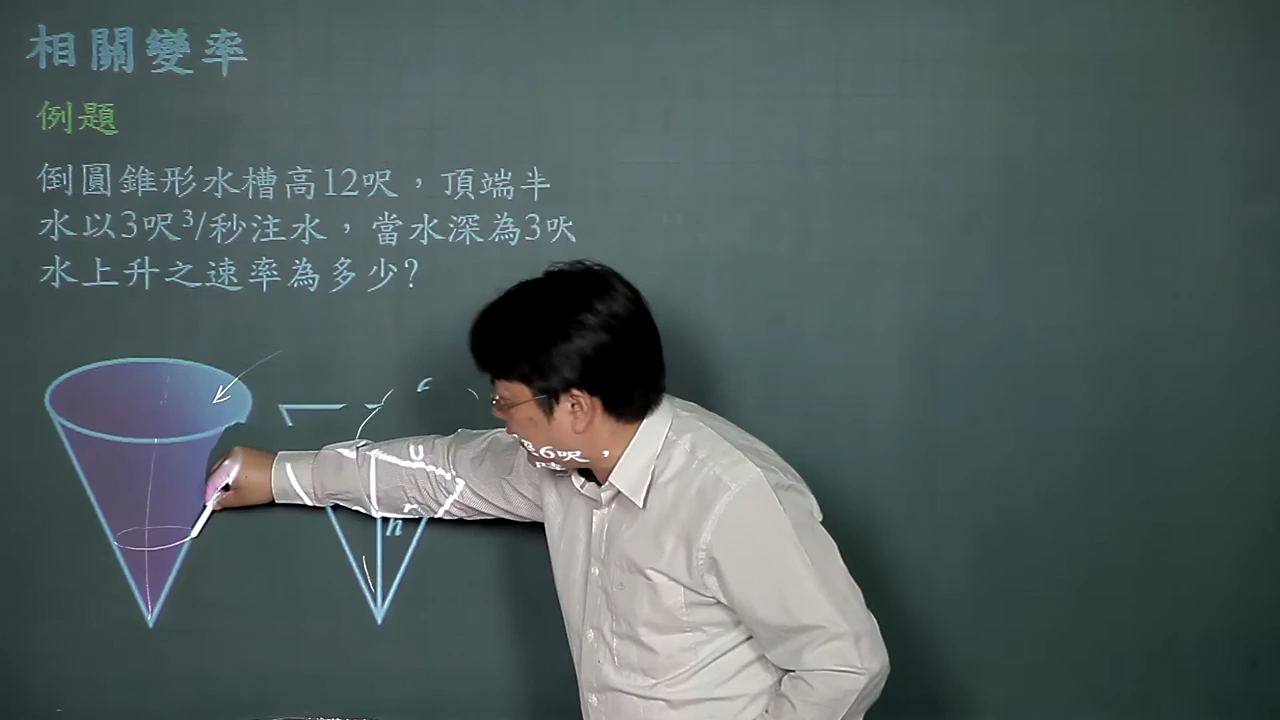 相關變率
例題
倒圓錐形水槽高12呎，頂端半
6呎，
水以3呎³/秒注水，當水深為3呎
水上升之速率為多少？
h